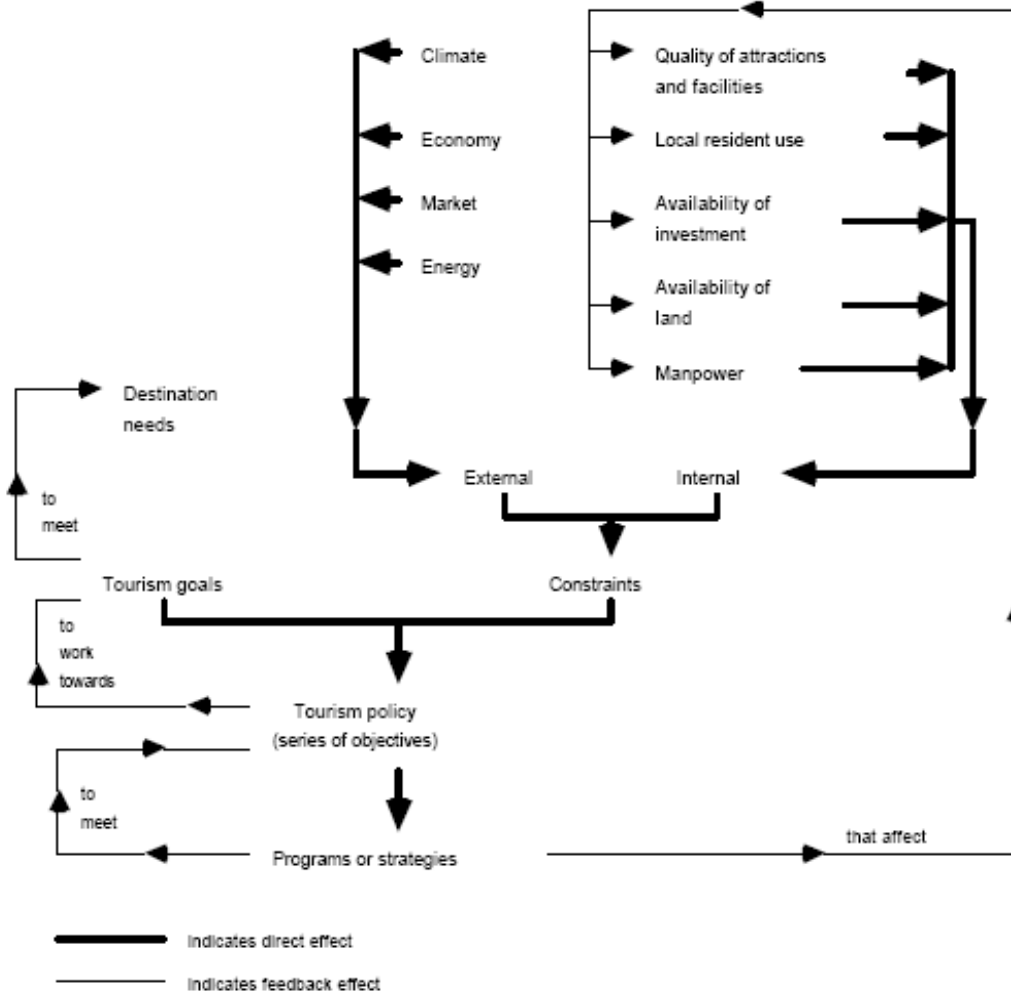 Climate
Economy
Market
Energy
Quality of attractions
and facilities
Local resident use
Availability of
investment
Availability of
land
Manpower
Destination
needs
to
meet
External
Internal
Tourism goals
Constraints
to
work
towards
Tourism policy
(series of objectives)
to
meet
Programs or strategies
that affect
Indicates direct effect
Indicates feedback effect